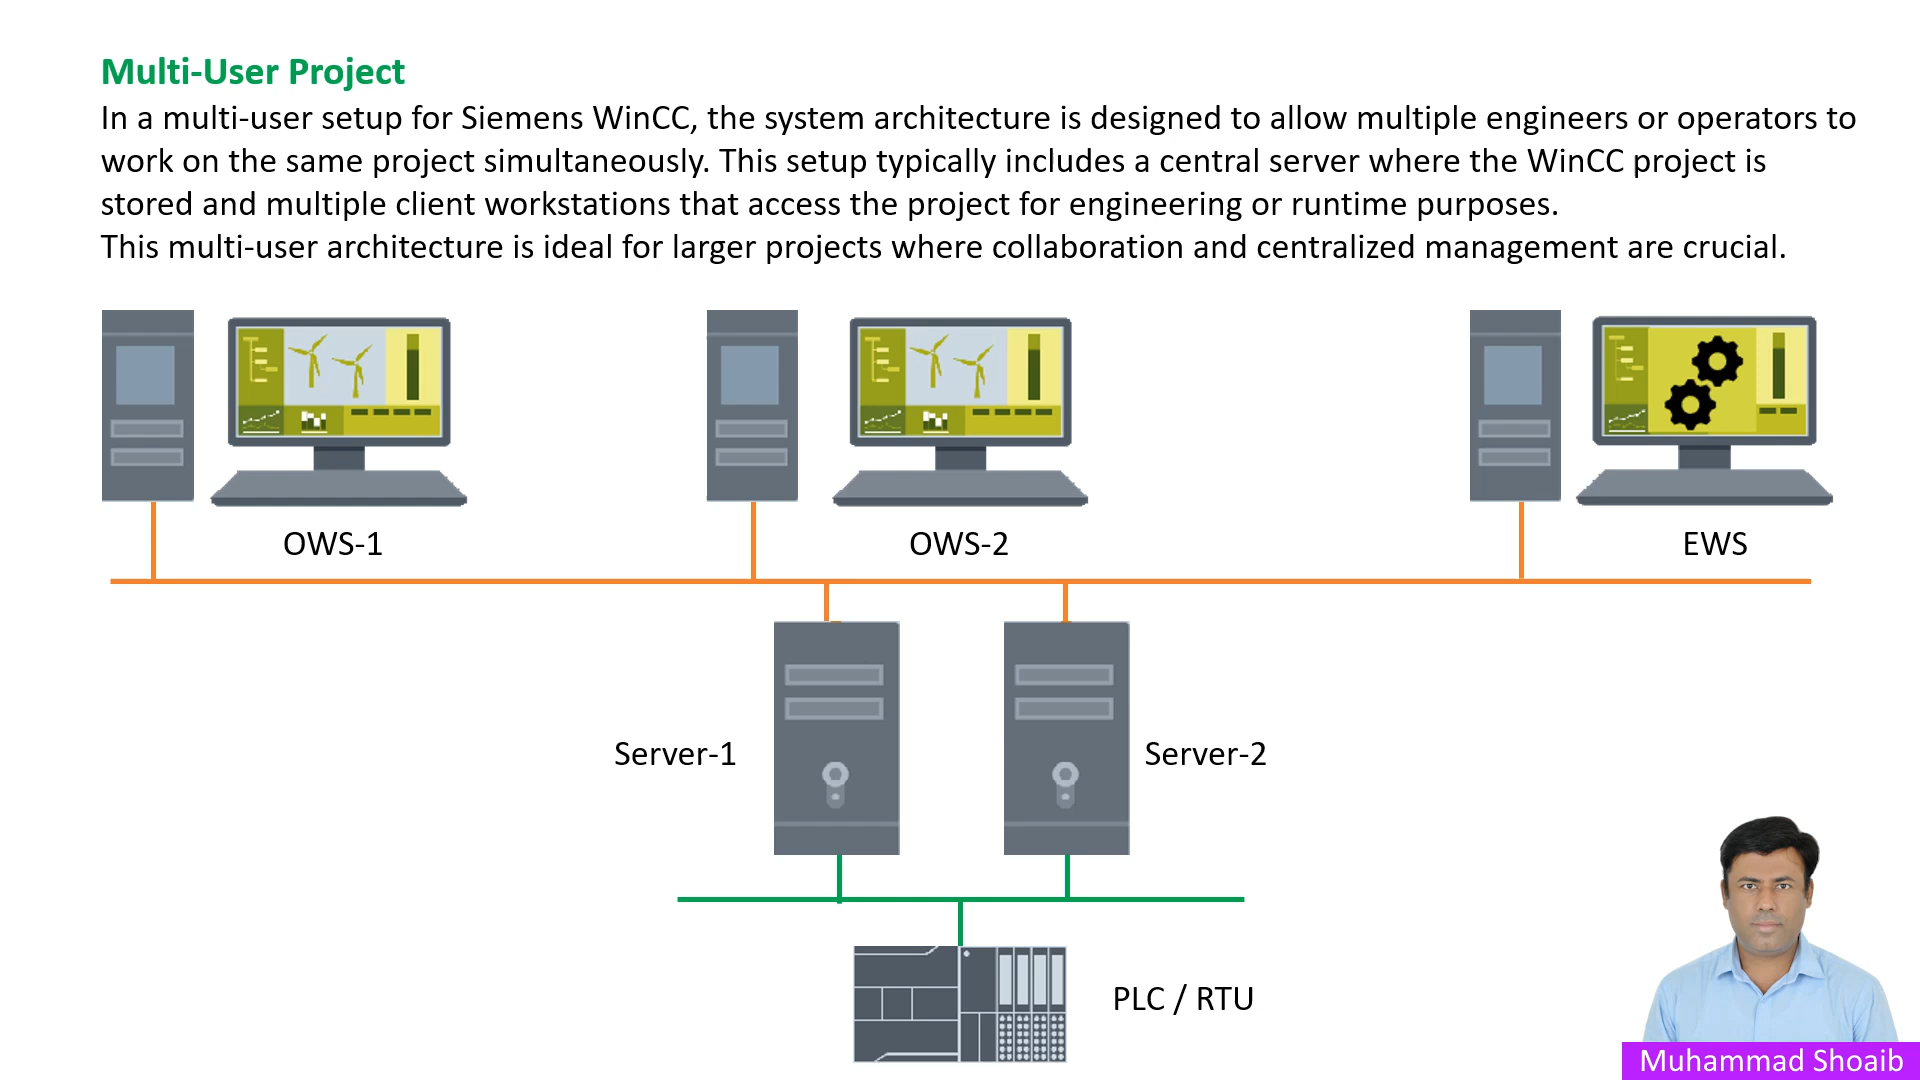 Multi-User Project
In a multi-user setup for Siemens WinCC, the system architecture is designed to allow multiple engineers or operators to
work on the same project simultaneously. This setup typically includes a central server where the WinCC project is
stored and multiple client workstations that access the project for engineering or runtime purposes.
This multi-user architecture is ideal for larger projects where collaboration and centralized management are crucial.
OWS-1
OWS-2
EWS
Server-1
Server-2
PLC / RTU
Muhammad Shoaib